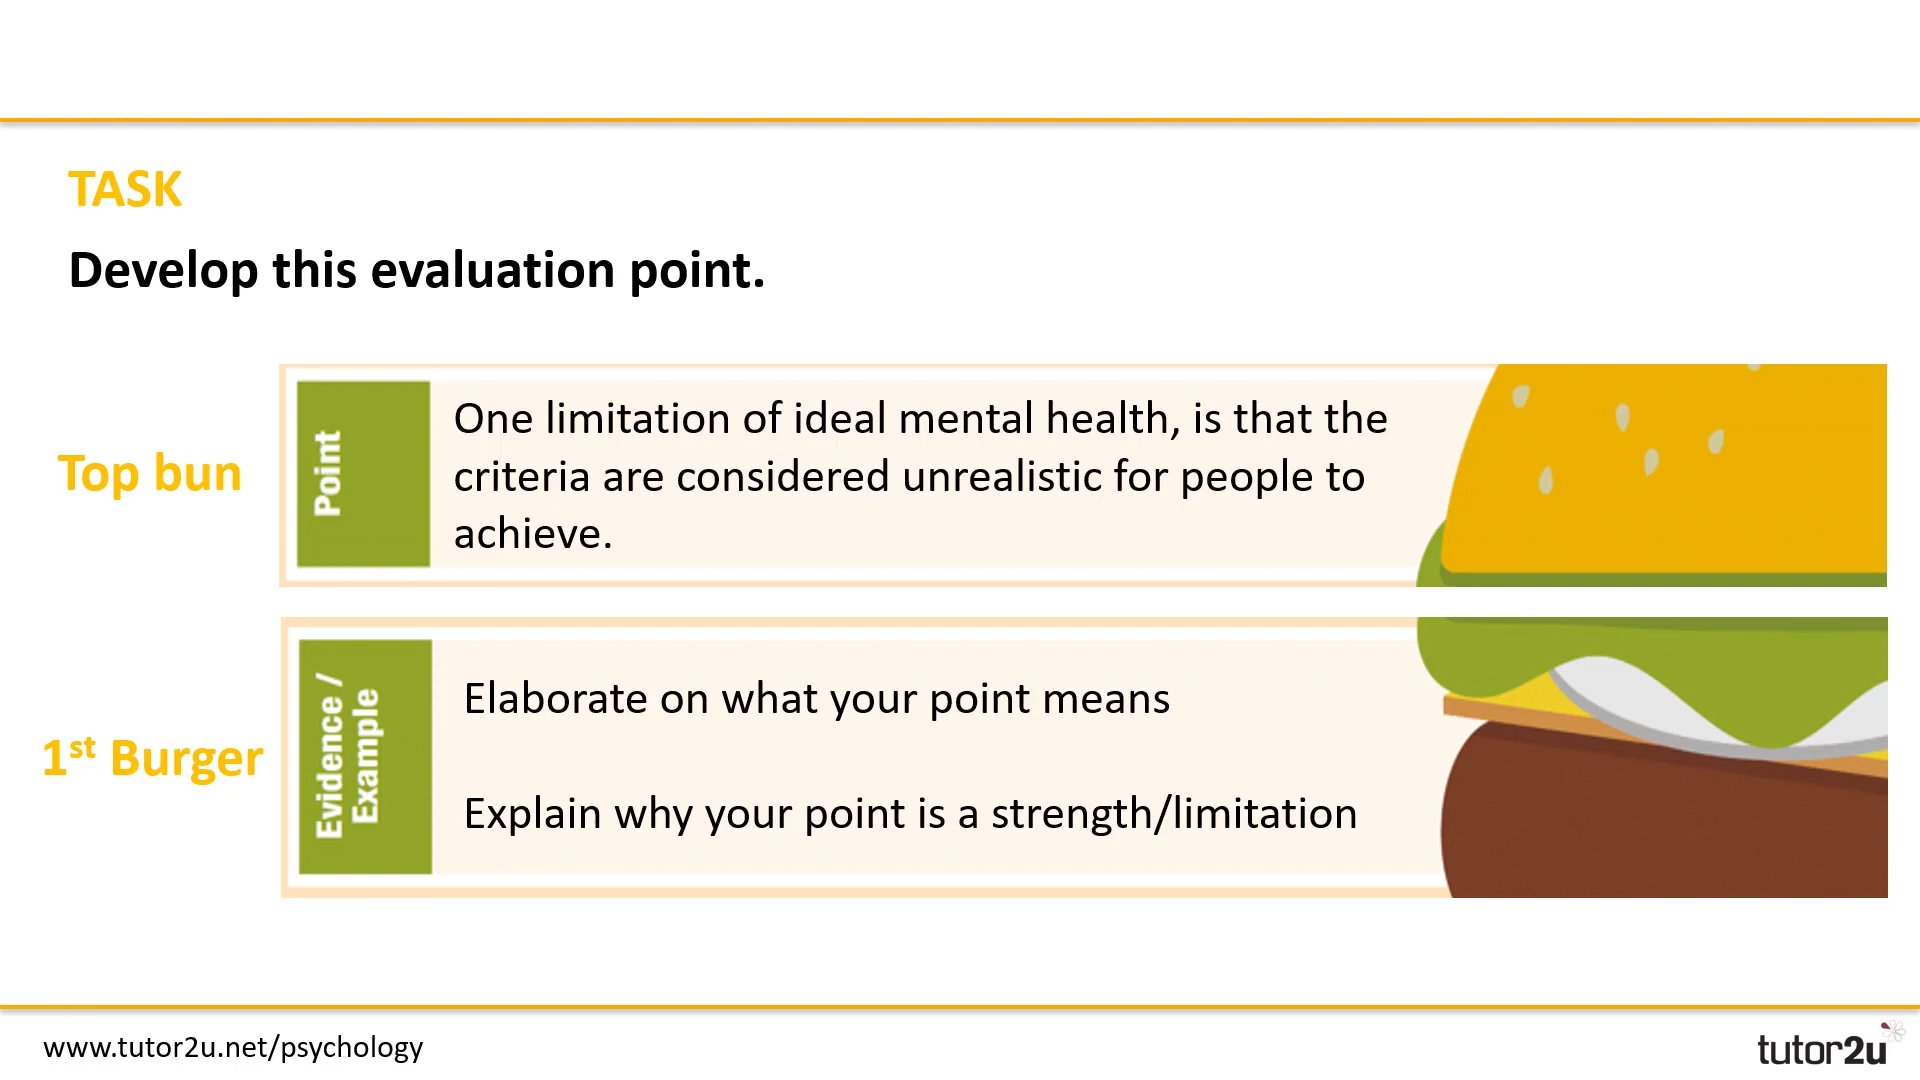 TASK
Develop this evaluation point.
Top bun
Point
One limitation of ideal mental health, is that the
criteria are considered unrealistic for people to
achieve.
1st Burger
Evidence /
Example
Elaborate on what your point means
Explain why your point is a strength/limitation
www.tutor2u.net/psychology
tutor2u